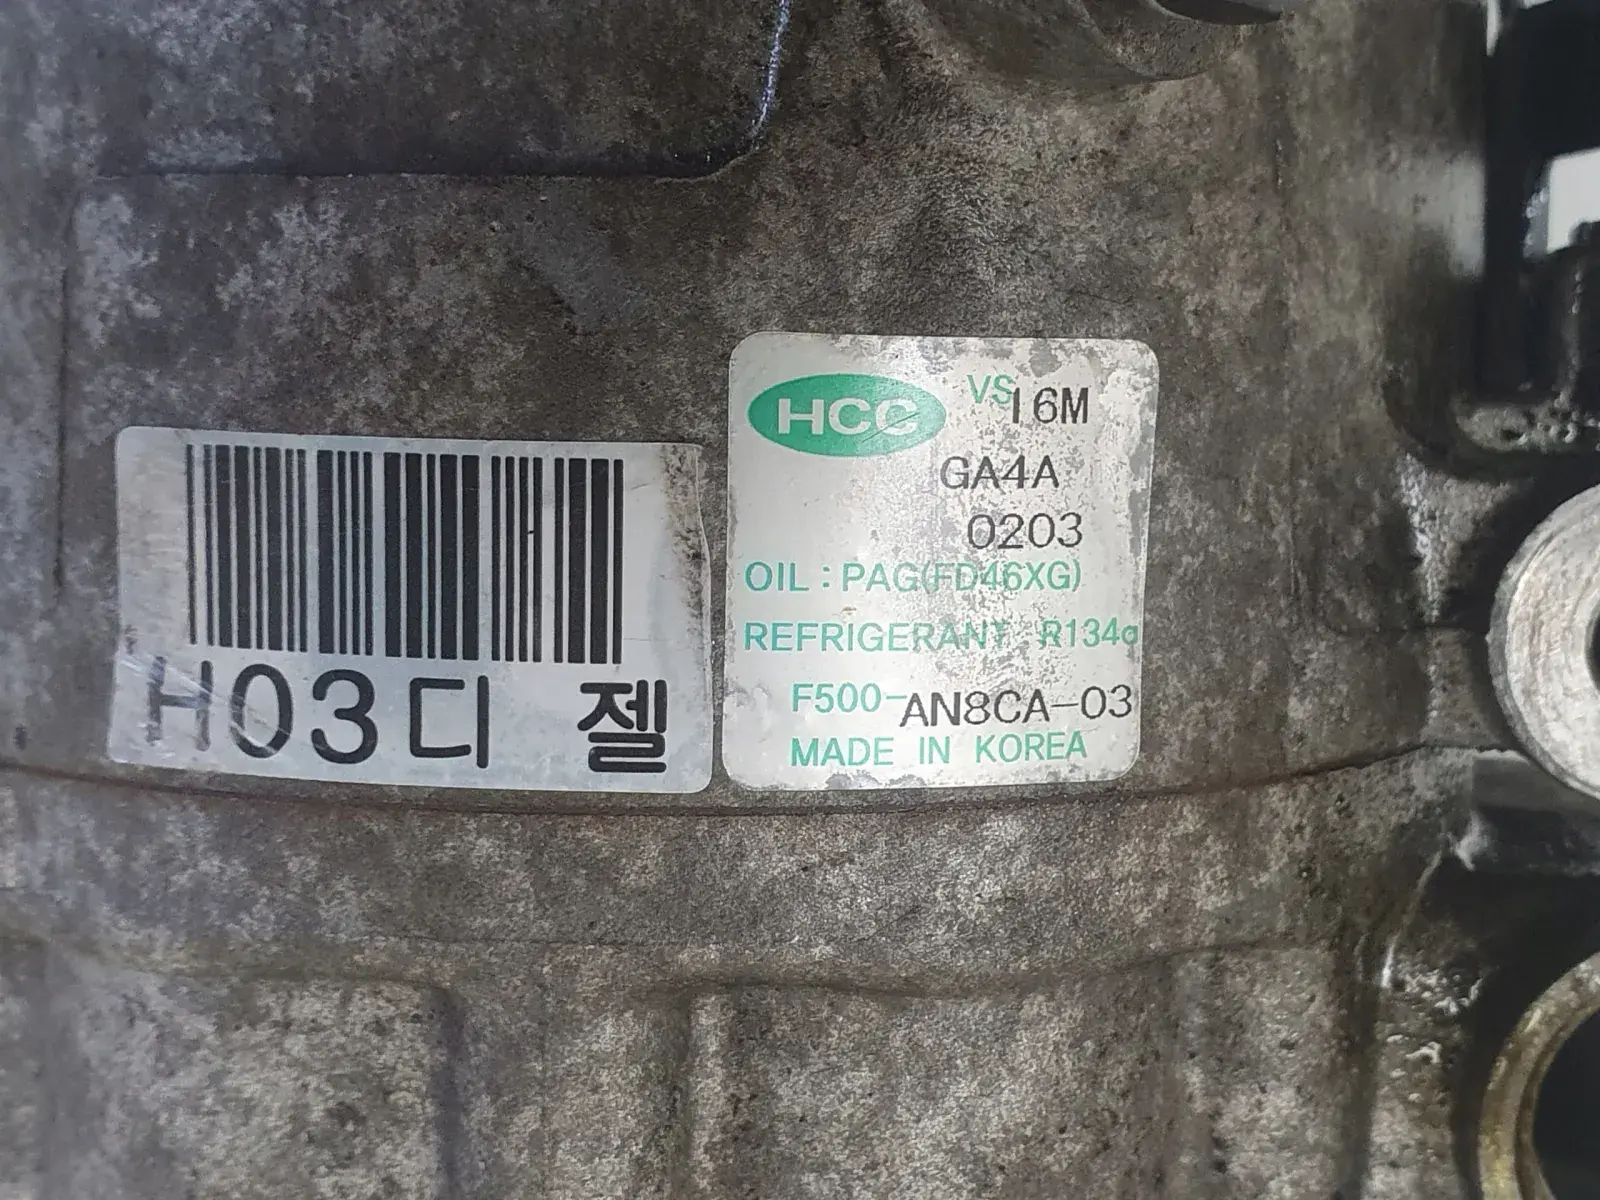 H03디 젤
HCC
VS16M
GA4A
0203
OIL : PAG(FD46XG)
REFRIGERANT : R134a
F500-AN8CA-03
MADE IN KOREA